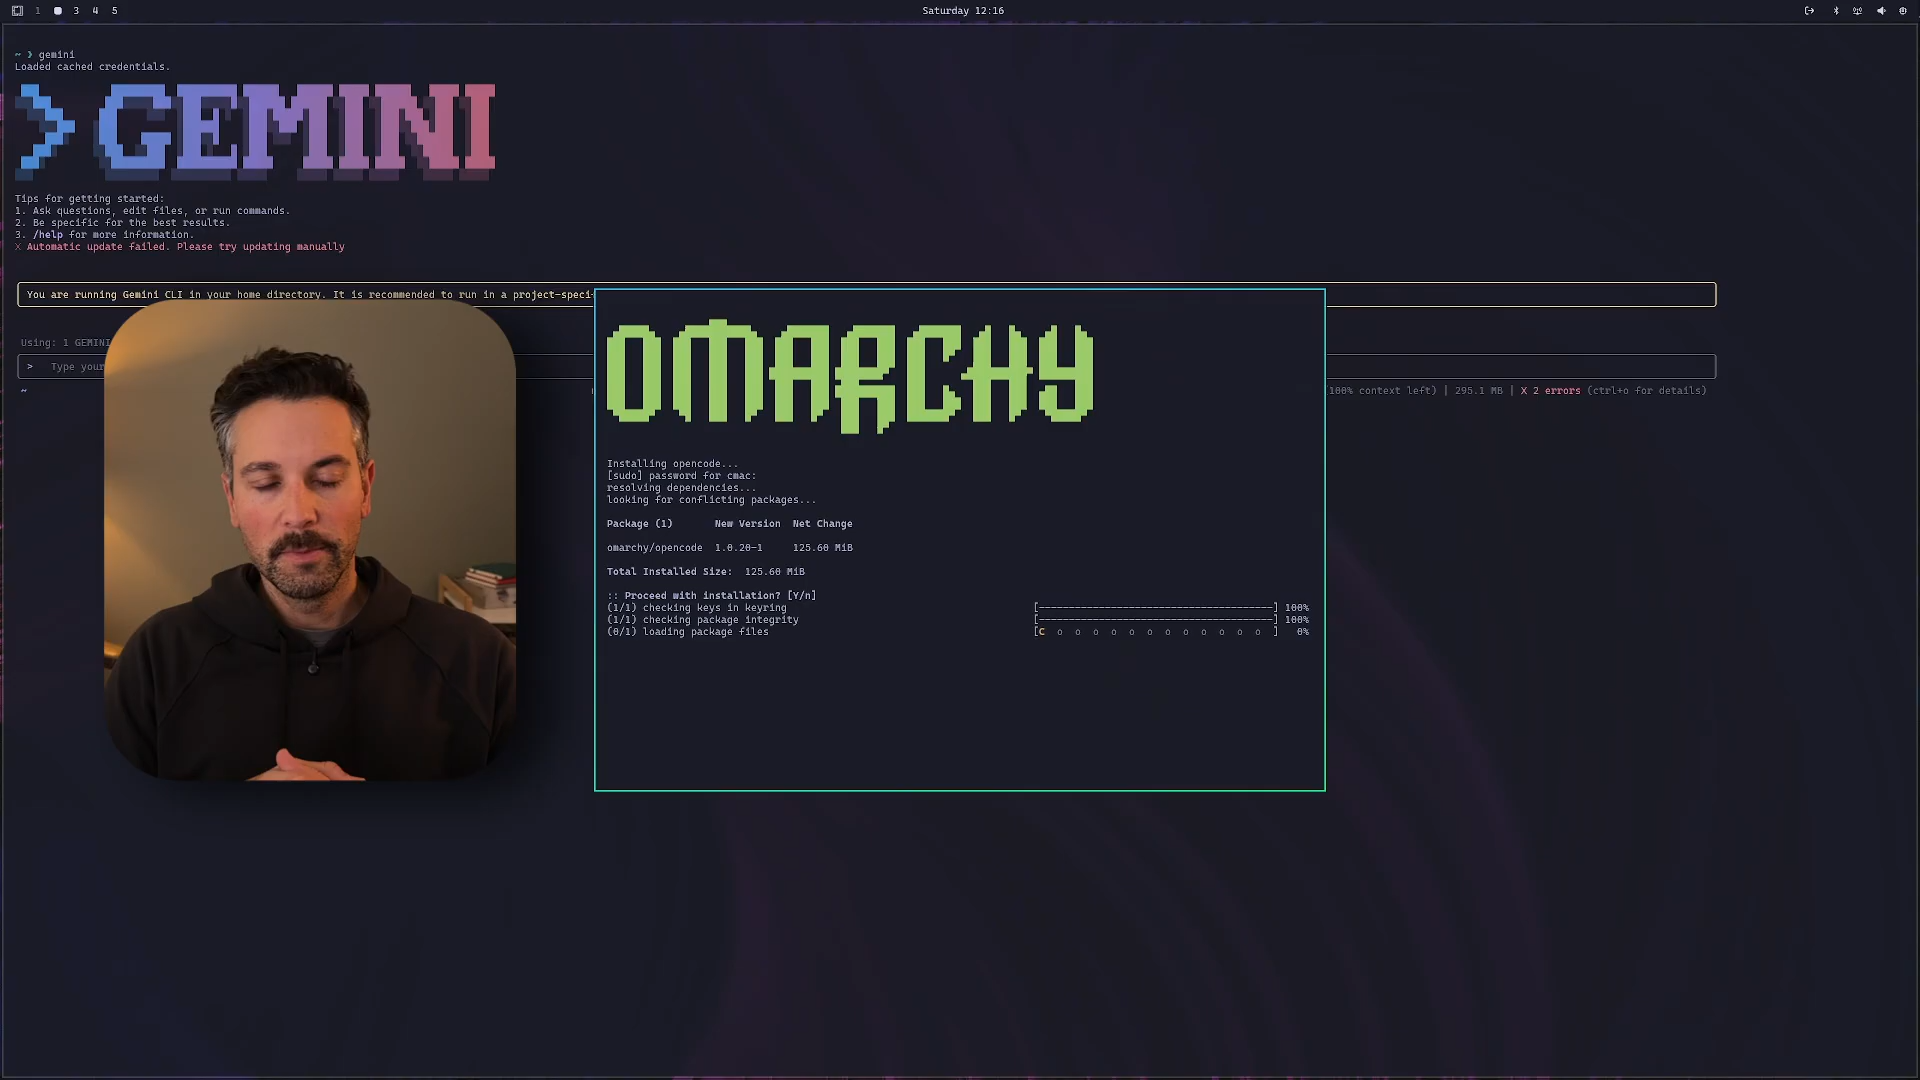 1 3 4 5
Saturday 12:16
~ ❯ gemini
Loaded cached credentials.
> GEMINI
Tips for getting started:
1. Ask questions, edit files, or run commands.
2. Be specific for the best results.
3. /help for more information.
X Automatic update failed. Please try updating manually
You are running Gemini CLI in your home directory. It is recommended to run in a project-speci
Using: 1 GEMINI
> Type your
~
100% context left) | 295.1 MB | X 2 errors (ctrl+o for details)
OMARCHY
Installing opencode...
[sudo] password for cmac:
resolving dependencies...
looking for conflicting packages...
Package (1) New Version Net Change
omarchy/opencode 1.0.20-1 125.60 MiB
Total Installed Size: 125.60 MiB
:: Proceed with installation? [Y/n]
(1/1) checking keys in keyring [---------------------------------------] 100%
(1/1) checking package integrity [---------------------------------------] 100%
(0/1) loading package files [C o o o o o o o o o o o o ] 0%